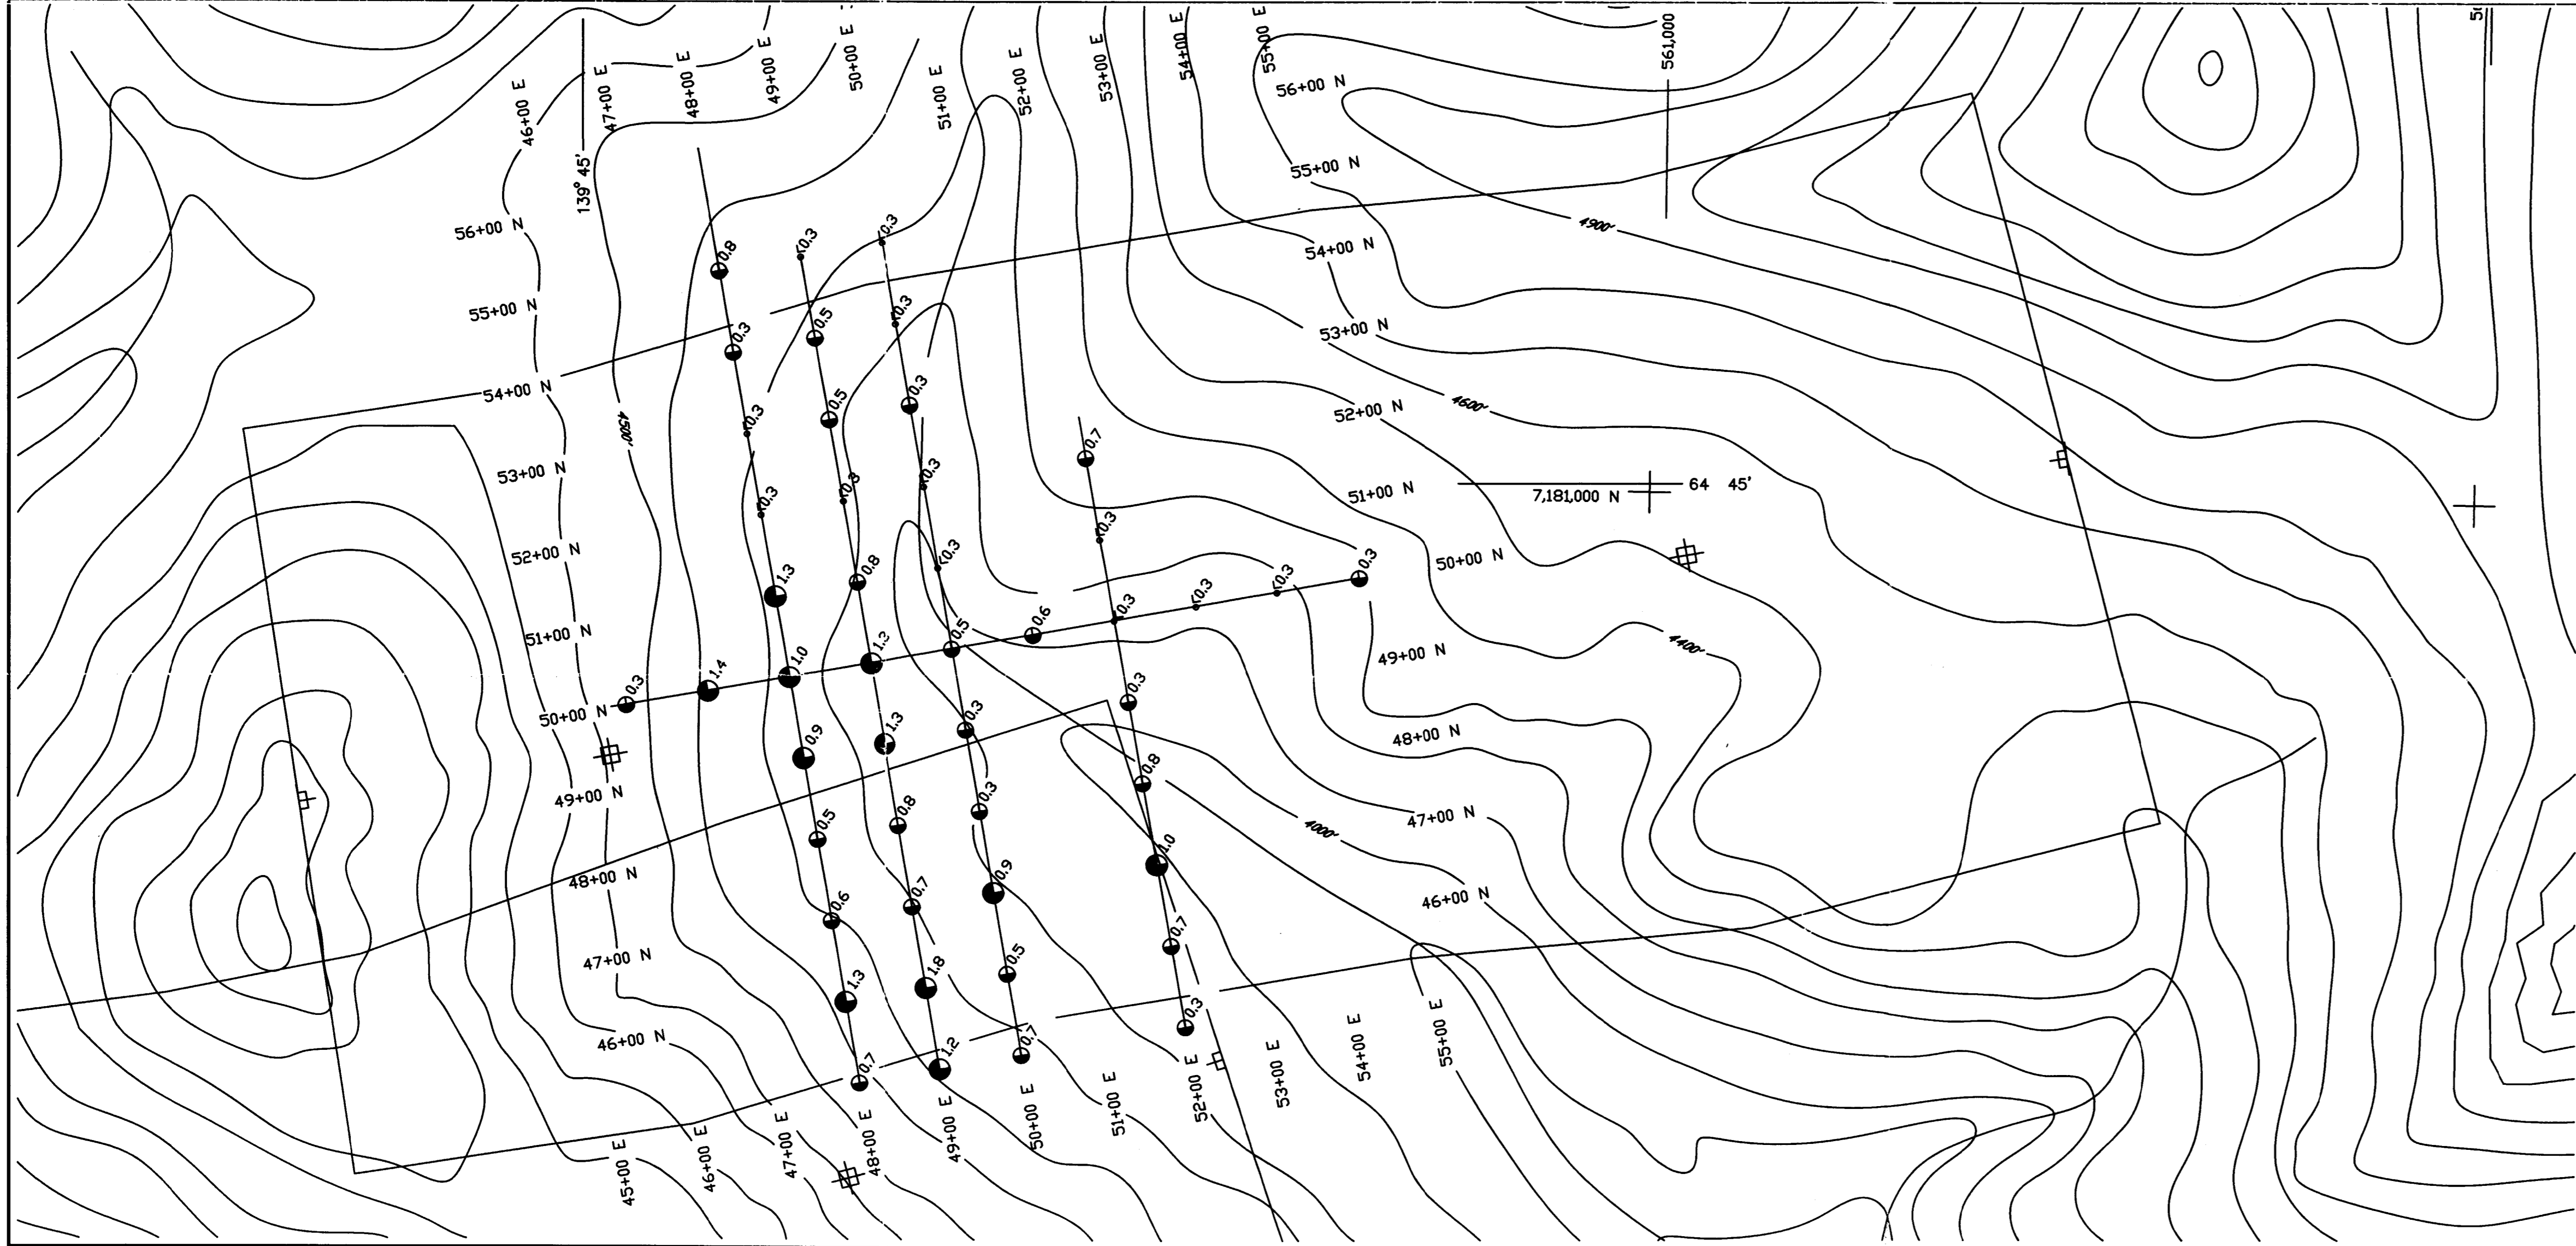 46+00 E
47+00 E
48+00 E
49+00 E
50+00 E
51+00 E
52+00 E
53+00 E
54+00 E
55+00 E
561,000
139° 45'
56+00 N
55+00 N
54+00 N
53+00 N
52+00 N
51+00 N
50+00 N
49+00 N
48+00 N
47+00 N
46+00 N
56+00 N
55+00 N
54+00 N
53+00 N
52+00 N
51+00 N
50+00 N
49+00 N
48+00 N
47+00 N
46+00 N
4900'
4600'
4500'
4400'
4000'
7,181,000 N
64 45'
0.8
0.3
<0.3
<0.3
1.3
1.0
0.9
0.5
0.6
1.3
0.7
<0.3
0.5
0.5
<0.3
0.8
1.3
0.8
0.7
1.8
1.2
<0.3
<0.3
0.3
<0.3
<0.3
0.5
0.3
0.3
0.9
0.5
0.7
0.7
<0.3
<0.3
0.3
0.8
1.0
0.7
0.3
0.3
1.4
0.6
<0.3
<0.3
0.3
45+00 E
46+00 E
47+00 E
48+00 E
49+00 E
50+00 E
51+00 E
52+00 E
53+00 E
54+00 E
55+00 E